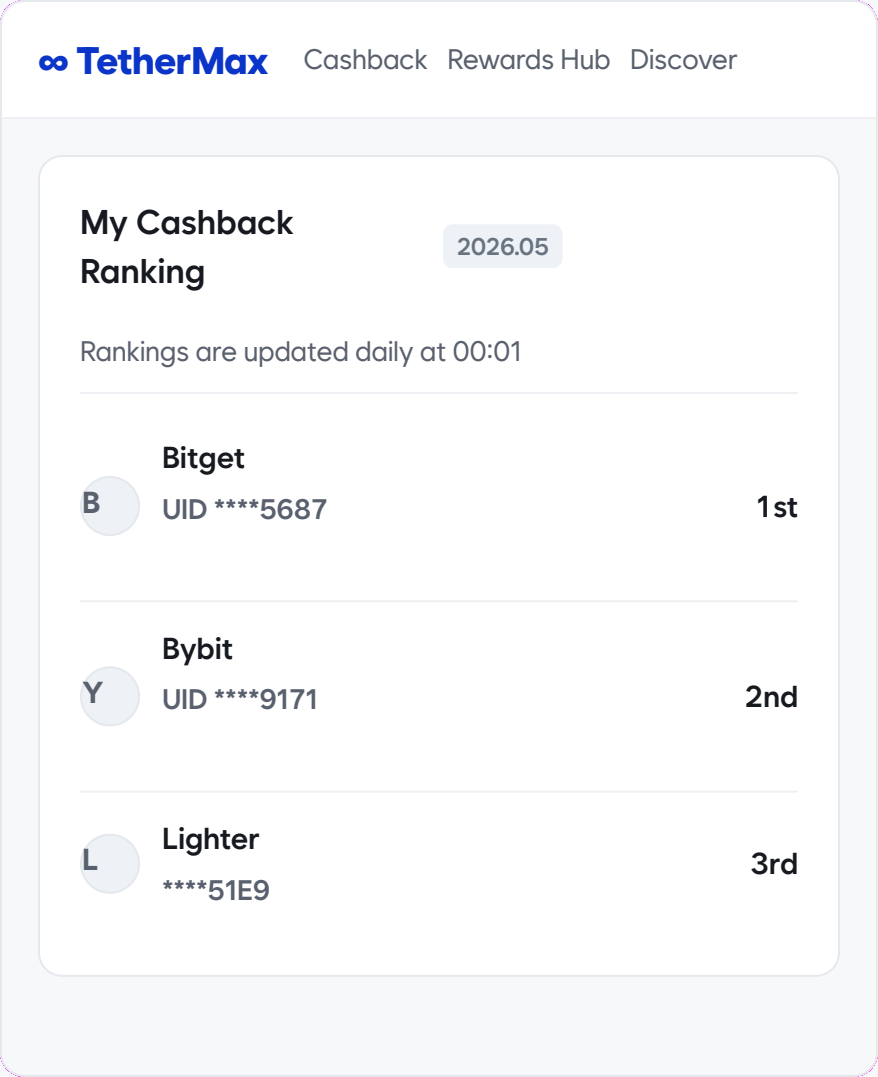 ∞ TetherMax Cashback Rewards Hub Discover
My Cashback
Ranking
2026.05
Rankings are updated daily at 00:01
Bitget
B
UID ****5687
1st
Bybit
Y
UID ****9171
2nd
Lighter
L
****51E9
3rd